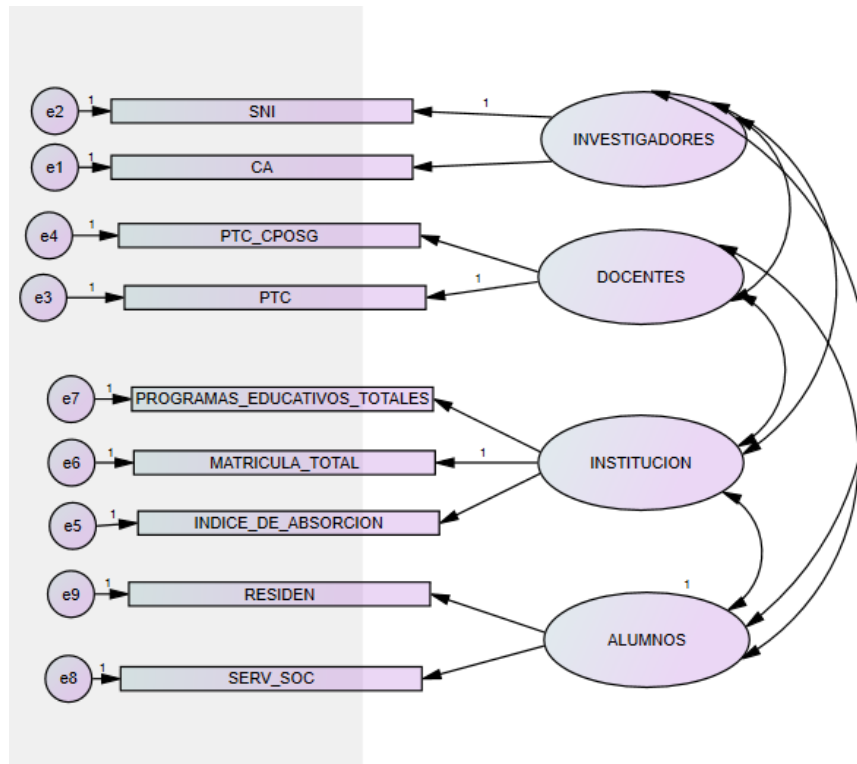 e2 1 SNI 1 INVESTIGADORES
e1 1 CA
e4 1 PTC_CPOSG
DOCENTES
e3 1 PTC 1
e7 1 PROGRAMAS_EDUCATIVOS_TOTALES
e6 1 MATRICULA_TOTAL 1 INSTITUCION
e5 1 INDICE_DE_ABSORCION
e9 1 RESIDEN 1
ALUMNOS
e8 1 SERV_SOC